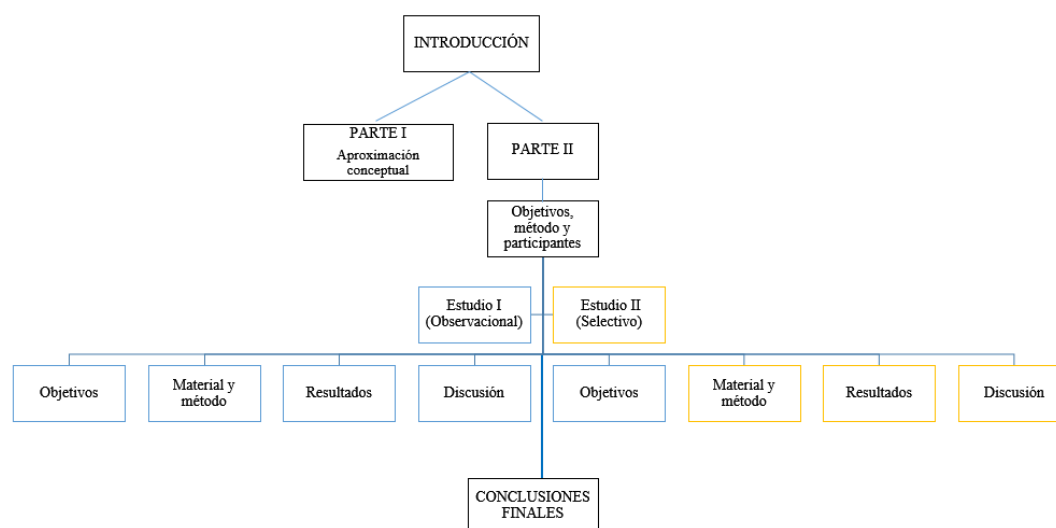 INTRODUCCIÓN
PARTE I
Aproximación
conceptual
PARTE II
Objetivos,
método y
participantes
Estudio I
(Observacional)
Estudio II
(Selectivo)
Objetivos
Material y
método
Resultados
Discusión
Objetivos
Material y
método
Resultados
Discusión
CONCLUSIONES
FINALES